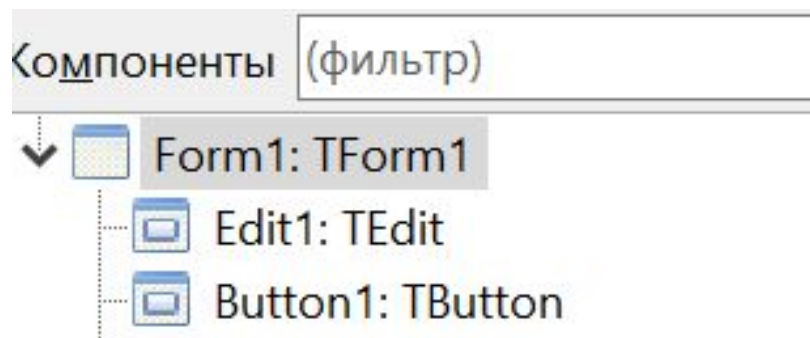 Компоненты (фильтр)
Form1: TForm1
Edit1: TEdit
Button1: TButton